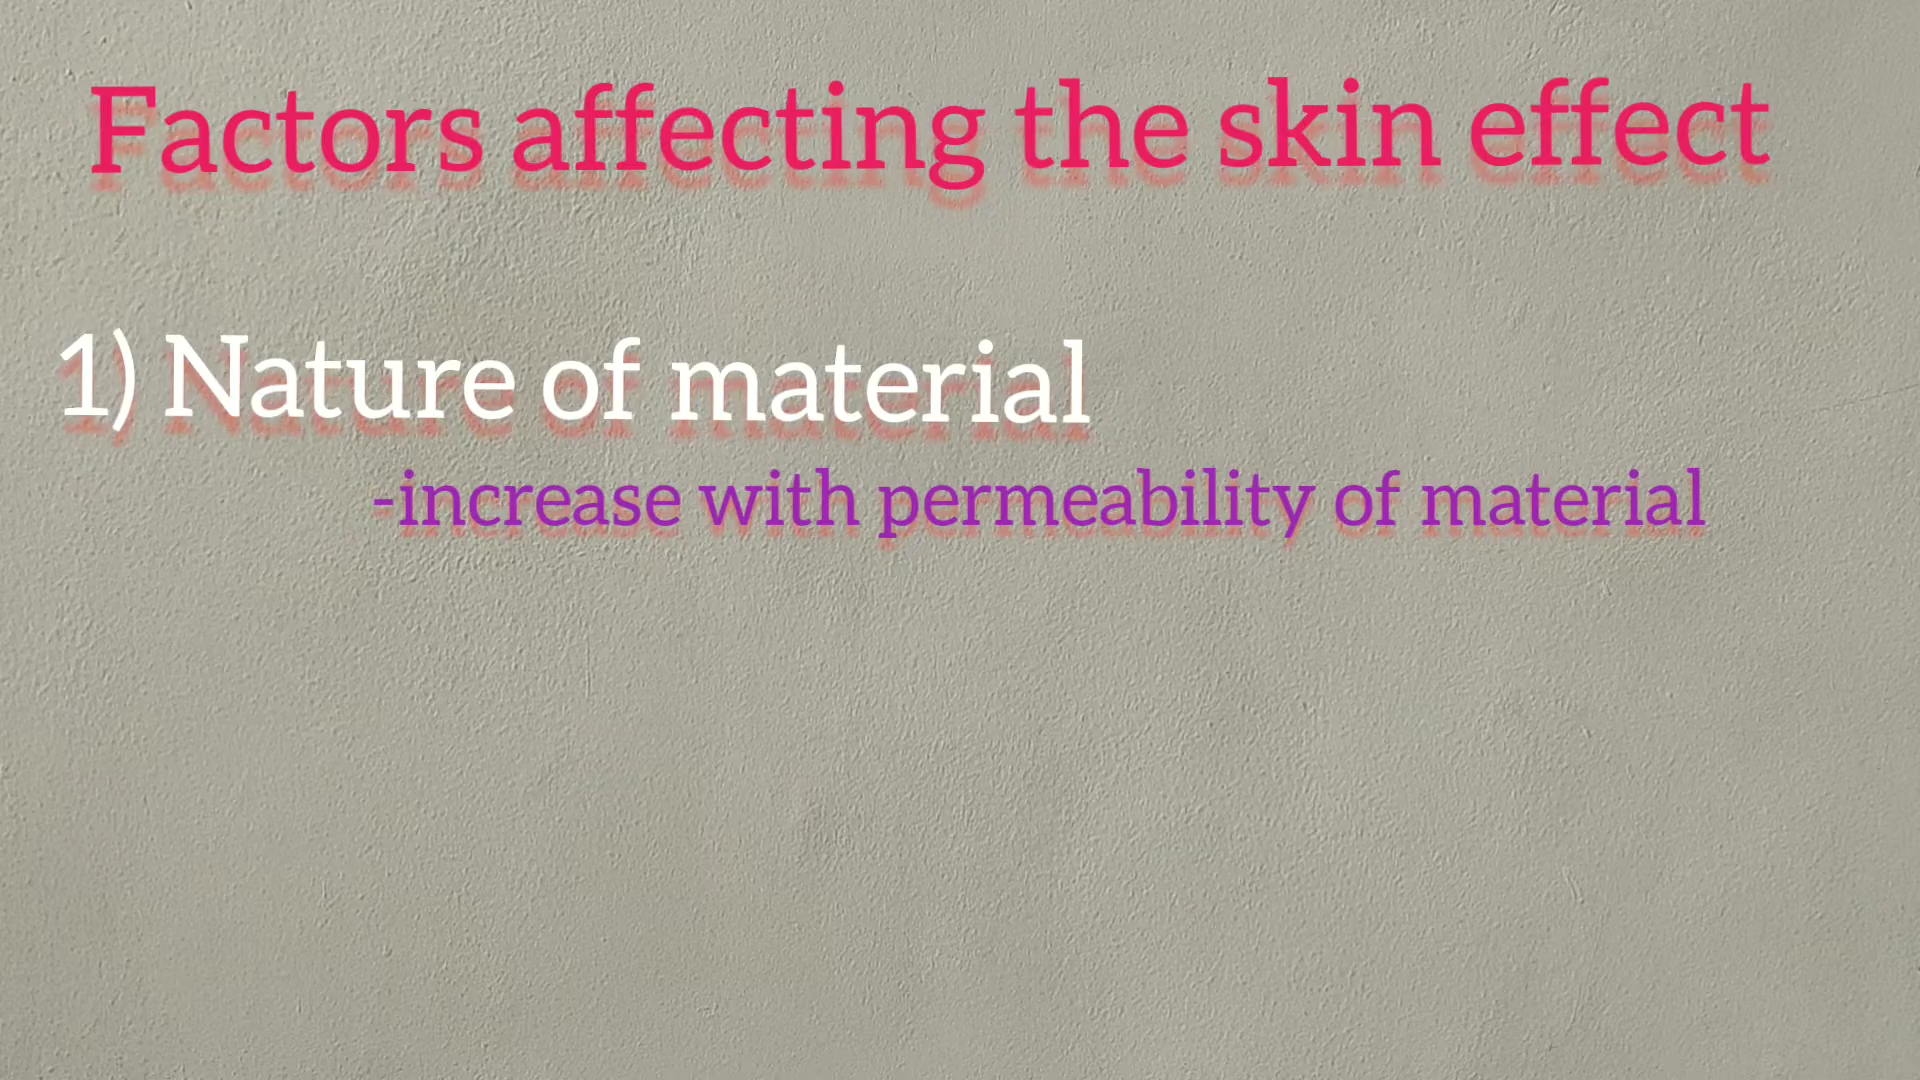 Factors affecting the skin effect
1) Nature of material
-increase with permeability of material